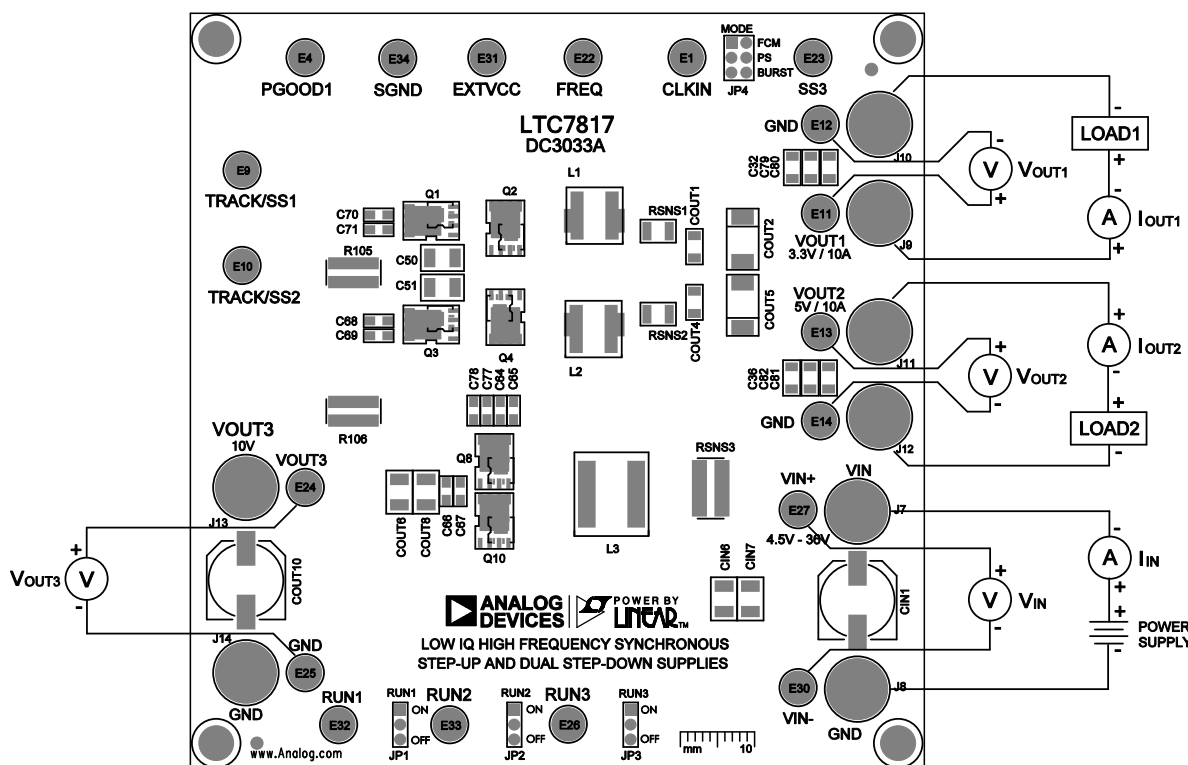 E4
PGOOD1
E34
SGND
E31
EXTVCC
E22
FREQ
E1
CLKIN
MODE
FCM
PS
BURST
JP4
E23
SS3
LTC7817
DC3033A
E9
TRACK/SS1
E10
TRACK/SS2
GND
E12
J10
C32
C79
C80
E11
VOUT1
3.3V / 10A
J9
-
V
+
VOUT1
-
LOAD1
+
-
A
+
IOUT1
C70
C71
Q1
Q2
L1
RSNS1
COUT1
COUT2
R105
C50
C51
C68
C69
Q3
Q4
L2
RSNS2
COUT4
COUT5
VOUT2
5V / 10A
E13
J11
C36
C82
C81
GND
E14
J12
+
V
-
VOUT2
+
A
-
IOUT2
+
LOAD2
-
C78
C77
C64
C65
R106
Q8
Q10
COUT6
COUT8
C66
C67
L3
RSNS3
CIN6
CIN7
VOUT3
10V
VOUT3
E24
J13
COUT10
J14
GND
E25
GND
VOUT3
+
V
-
VIN+
E27
4.5V - 36V
VIN
J7
CIN1
E30
VIN-
J8
GND
+
V
-
VIN
-
A
+
IIN
+
-
POWER
SUPPLY
ANALOG
DEVICES
POWER BY
LINEAR™
LOW IQ HIGH FREQUENCY SYNCHRONOUS
STEP-UP AND DUAL STEP-DOWN SUPPLIES
RUN1
E32
RUN1
ON
OFF
JP1
RUN2
E33
RUN2
ON
OFF
JP2
RUN3
E26
RUN3
ON
OFF
JP3
mm 10
www.Analog.com